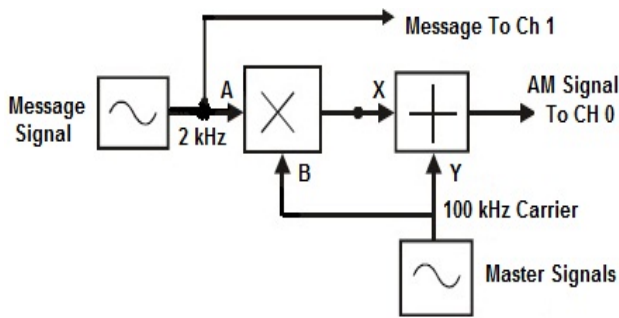 Message To Ch 1
Message
Signal
A
2 kHz
B
X
Y
AM Signal
To CH 0
100 kHz Carrier
Master Signals